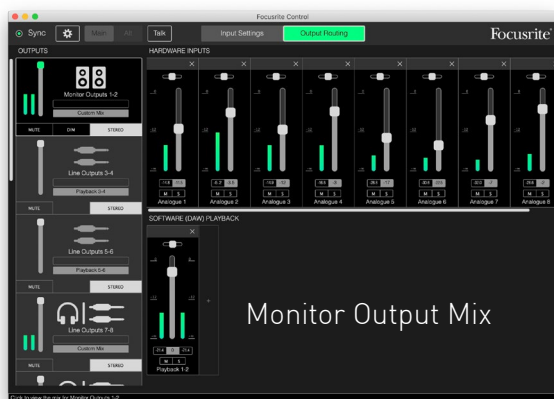 Focusrite Control
Sync
Main
Alt
Talk
Input Settings
Output Routing
Focusrite
OUTPUTS
HARDWARE INPUTS
Monitor Outputs 1-2
Custom Mix
MUTE
DIM
STEREO
Line Outputs 3-4
Playback 3-4
MUTE
STEREO
Line Outputs 5-6
Playback 5-6
MUTE
STEREO
Line Outputs 7-8
Custom Mix
MUTE
STEREO
M S
Analogue 1
M S
Analogue 2
M S
Analogue 3
M S
Analogue 4
M S
Analogue 5
M S
Analogue 6
M S
Analogue 7
M S
Analogue 8
SOFTWARE (DAW) PLAYBACK
M S
Playback 1-2
Monitor Output Mix
Click to view the mix for Monitor Outputs 1-2